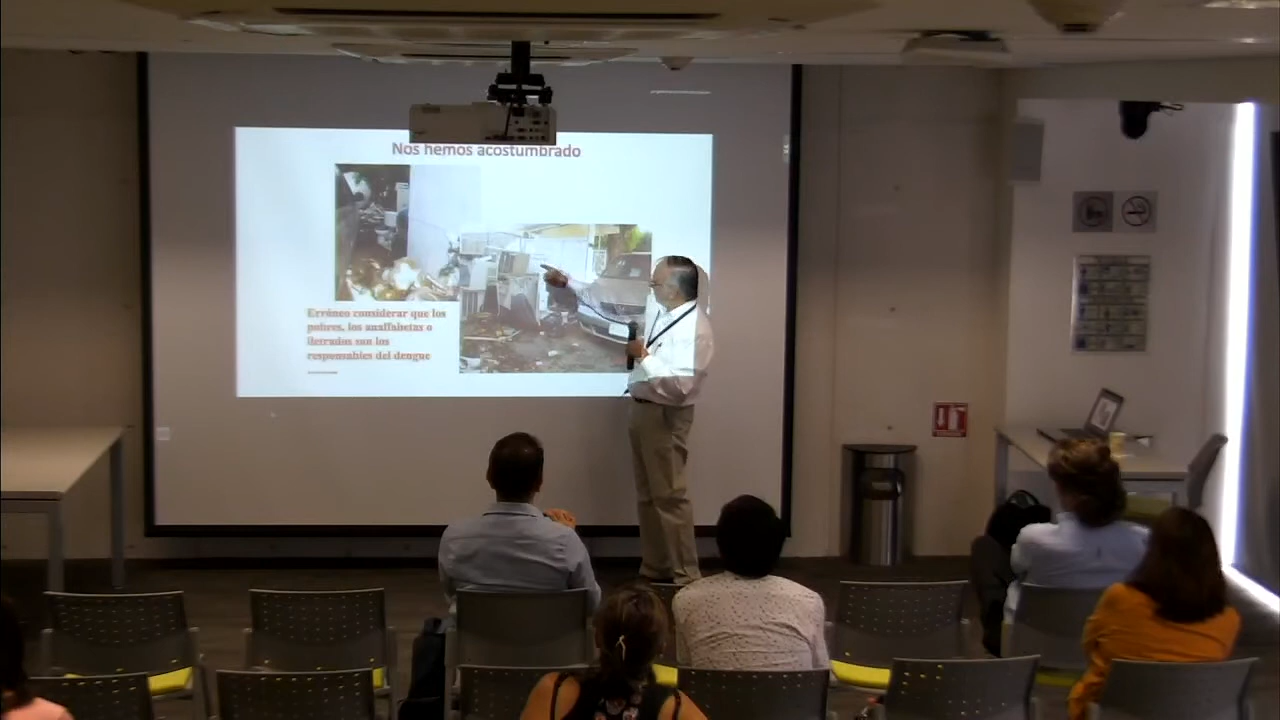 Nos hemos acostumbrado
Erróneo considerar que los
pobres, los analfabetas o
iletrados son los
responsables del dengue